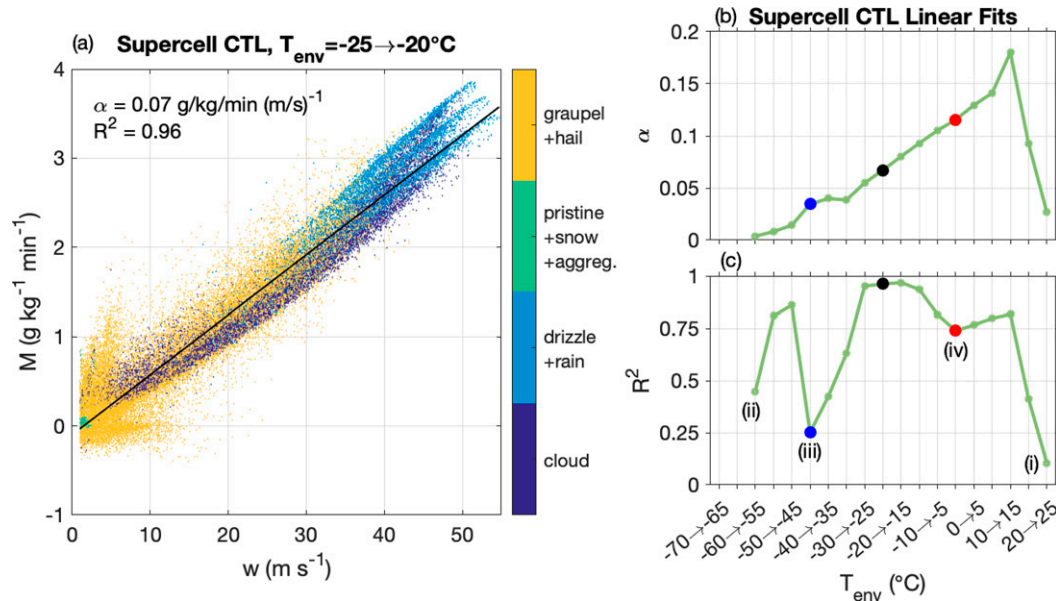 (a) Supercell CTL, T_env=-25→-20°C
α = 0.07 g/kg/min (m/s)⁻¹
R² = 0.96
4
3
2
1
0
-1
M (g kg⁻¹ min⁻¹)
10
20
30
40
50
w (m s⁻¹)
graupel
+hail
pristine
+snow
+aggreg.
drizzle
+rain
cloud
(b) Supercell CTL Linear Fits
0.2
0.15
0.1
0.05
0
α
(c)
1
0.75
0.5
0.25
0
R²
(ii)
(iii)
(iv)
(i)
-70→-65
-60→-55
-50→-45
-40→-35
-30→-25
-20→-15
-10→-5
0→5
10→15
20→25
T_env (°C)